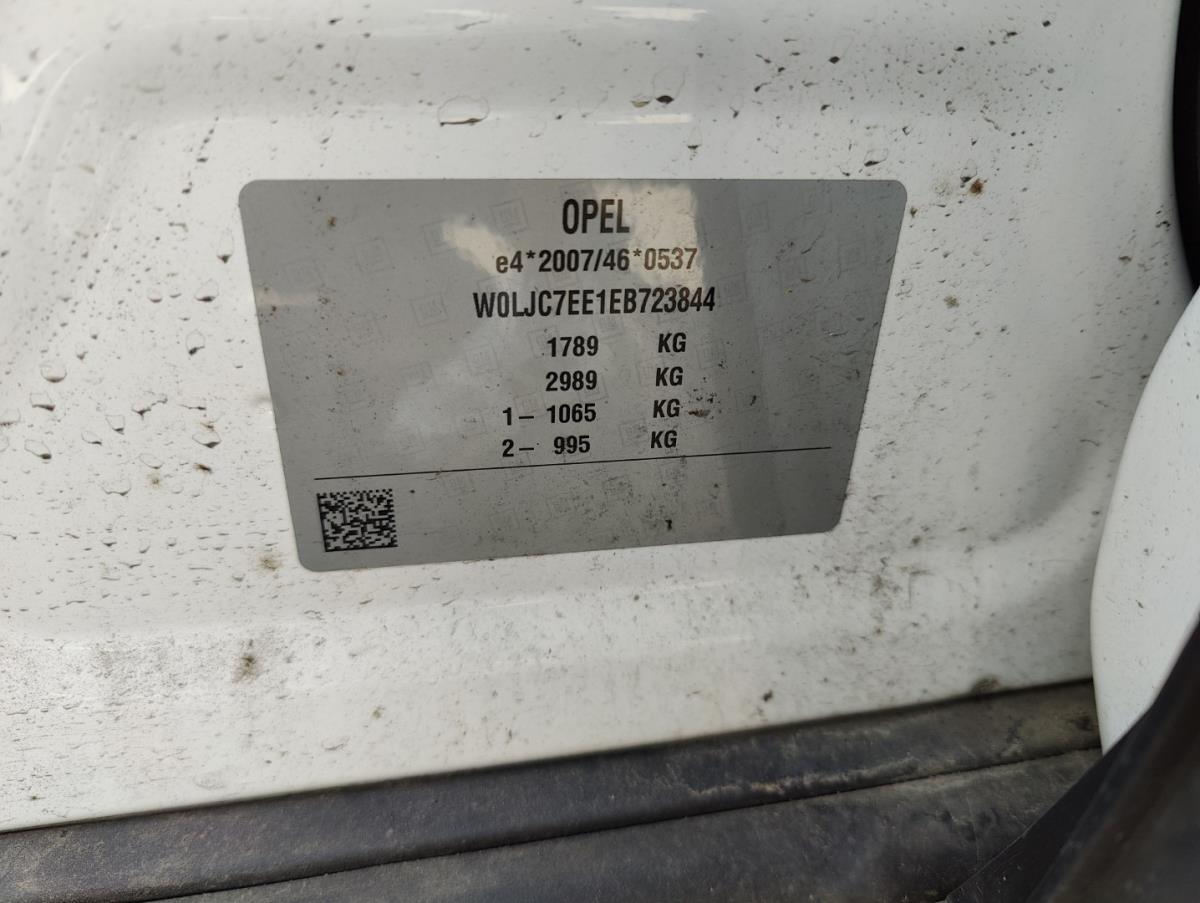 OPEL
e4*2007/46*0537
W0LJC7EE1EB723844
1789 KG
2989 KG
1– 1065 KG
2– 995 KG